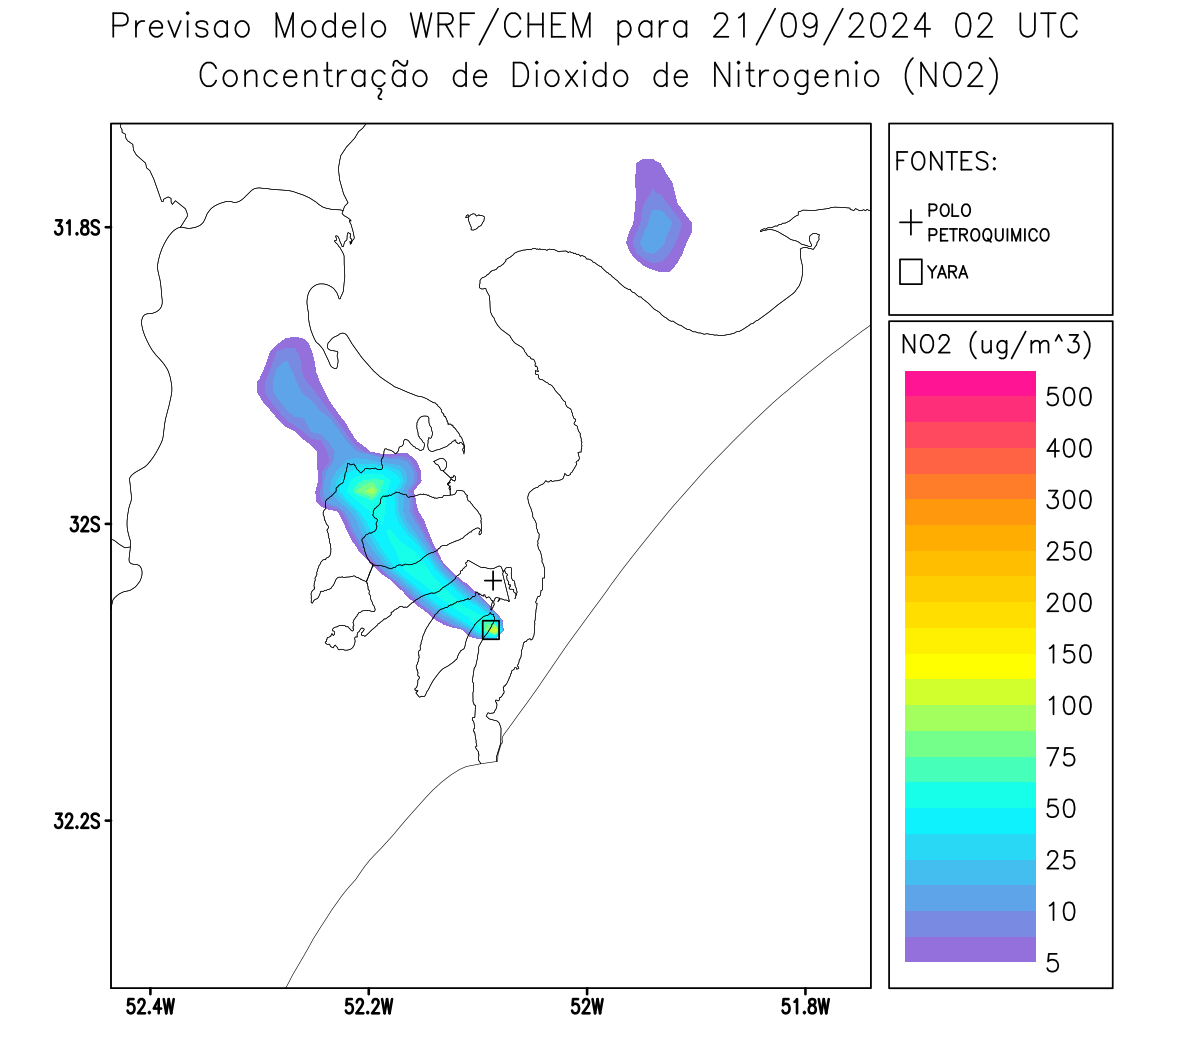 Previsao Modelo WRF/CHEM para 21/09/2024 02 UTC
Concentração de Dioxido de Nitrogenio (NO2)
FONTES:
POLO
PETROQUIMICO
YARA
NO2 (ug/m^3)
500
400
300
250
200
150
100
75
50
25
10
5
31.8S
32S
32.2S
52.4W
52.2W
52W
51.8W